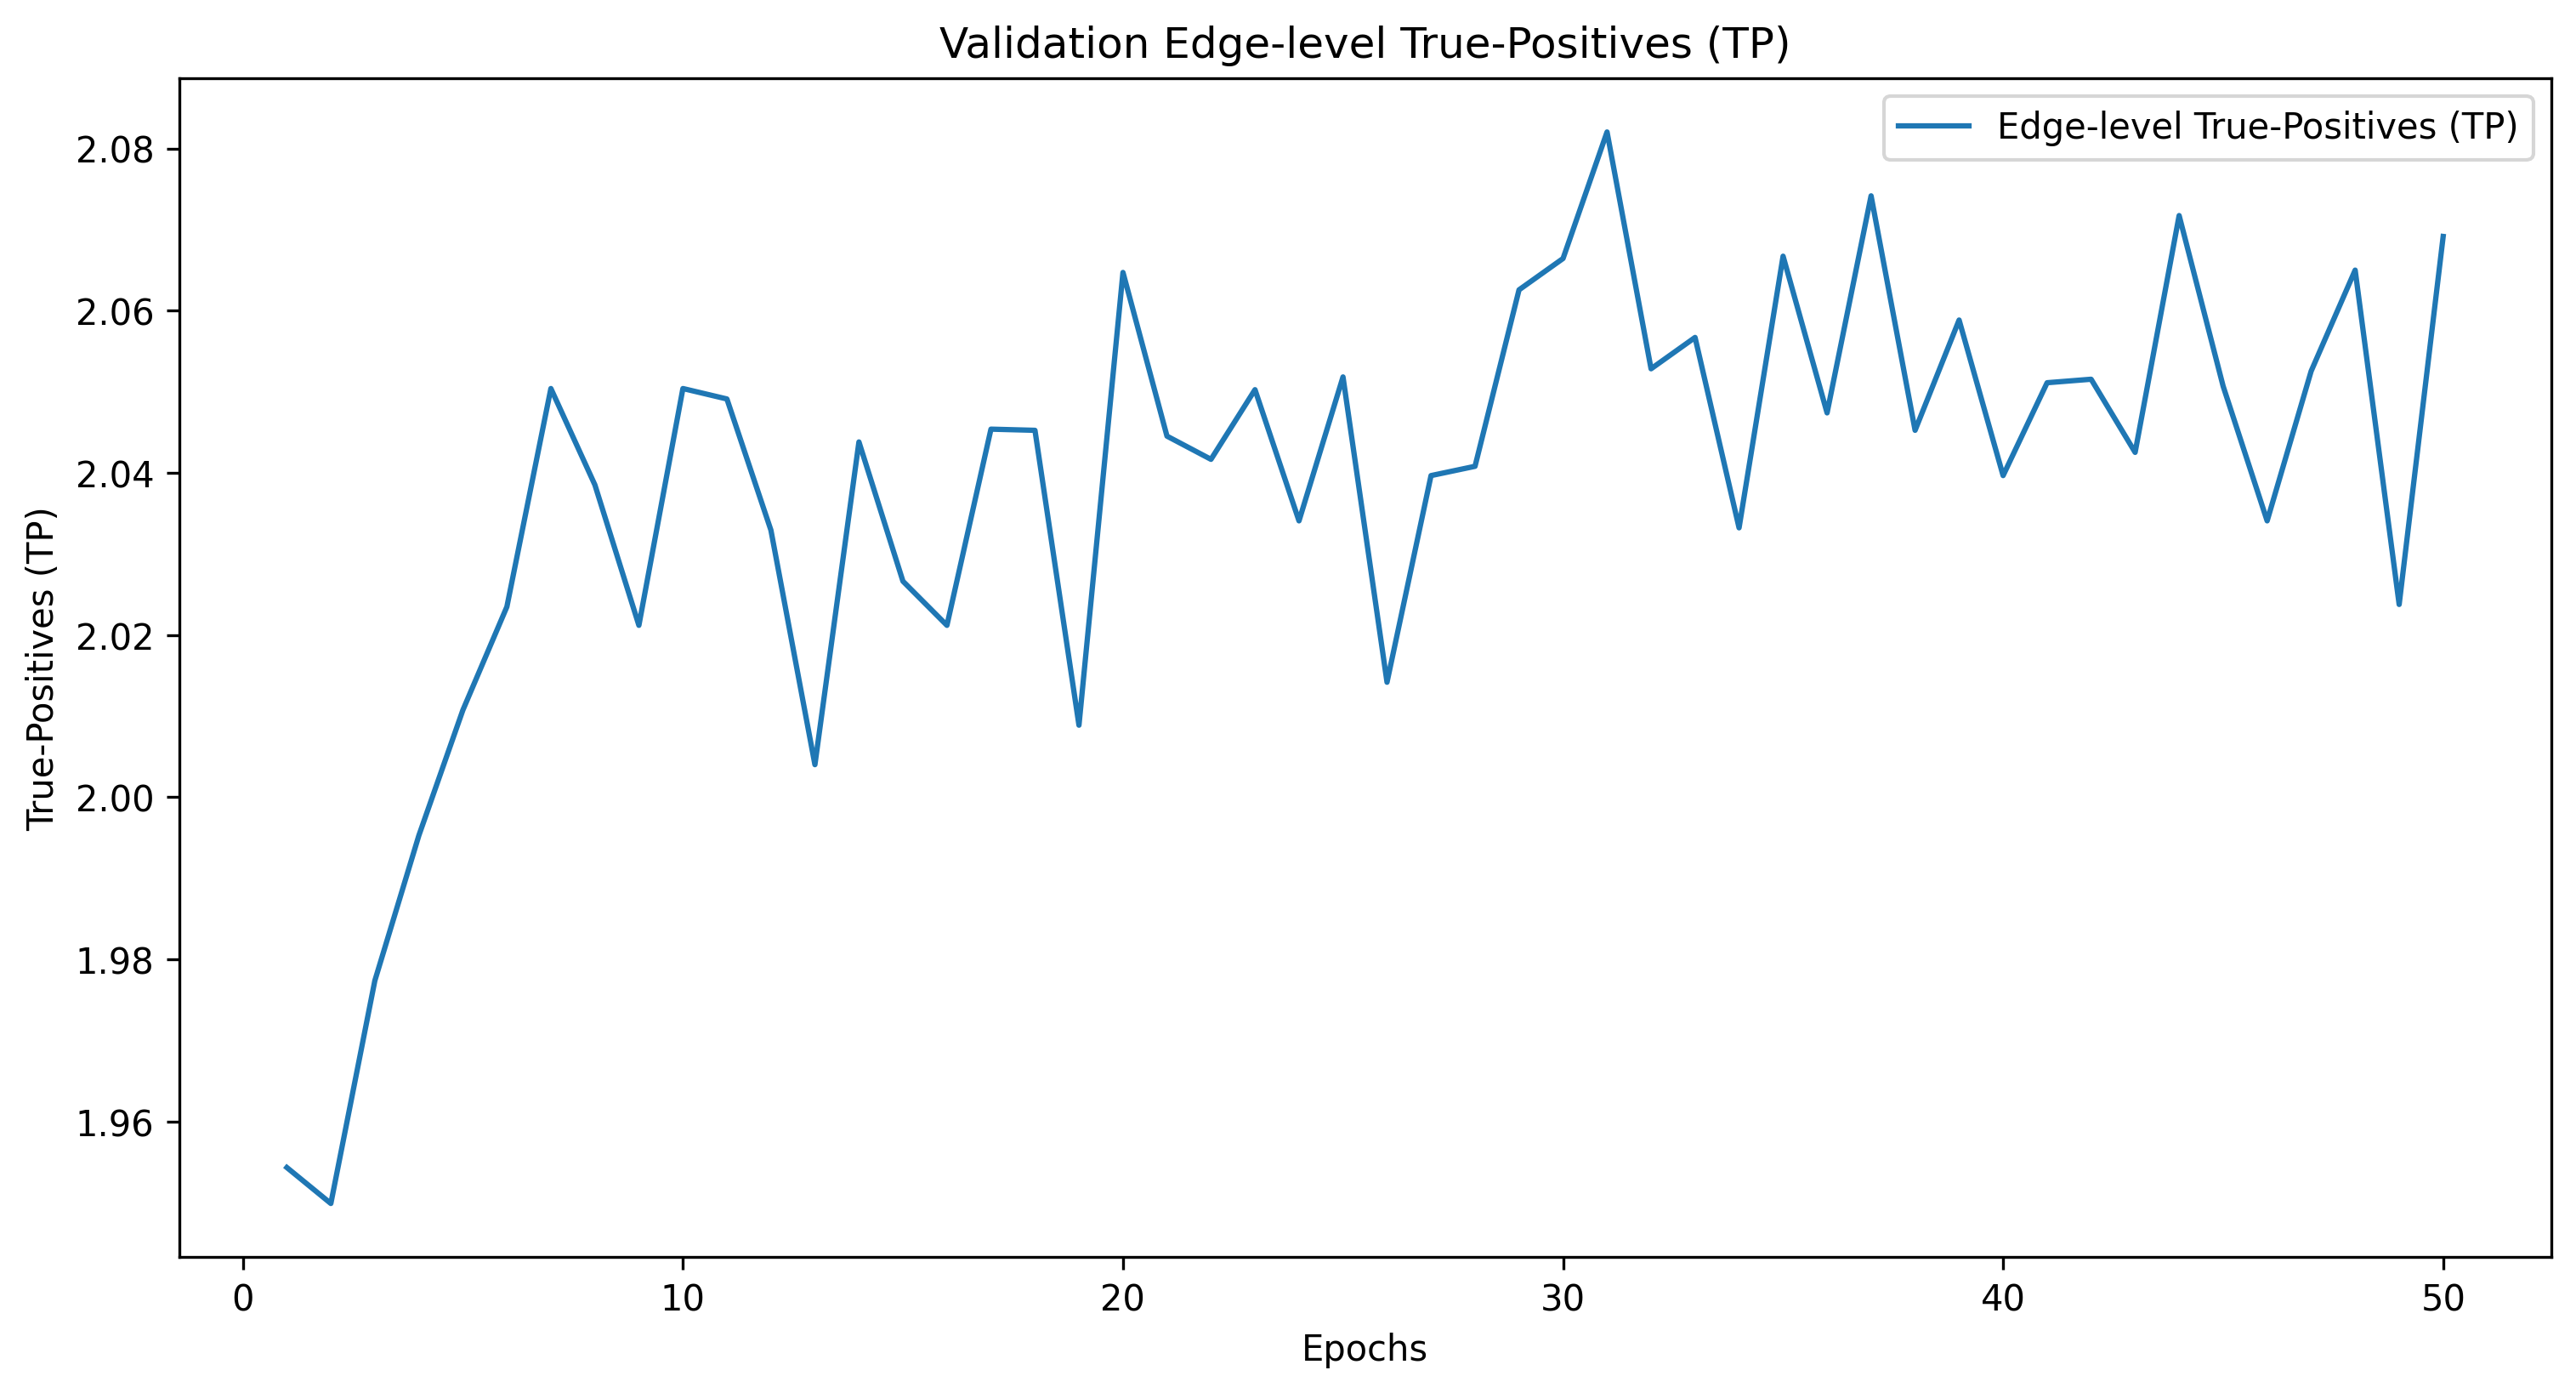 Validation Edge-level True-Positives (TP)
Edge-level True-Positives (TP)
True-Positives (TP)
2.08
2.06
2.04
2.02
2.00
1.98
1.96
0 10 20 30 40 50
Epochs